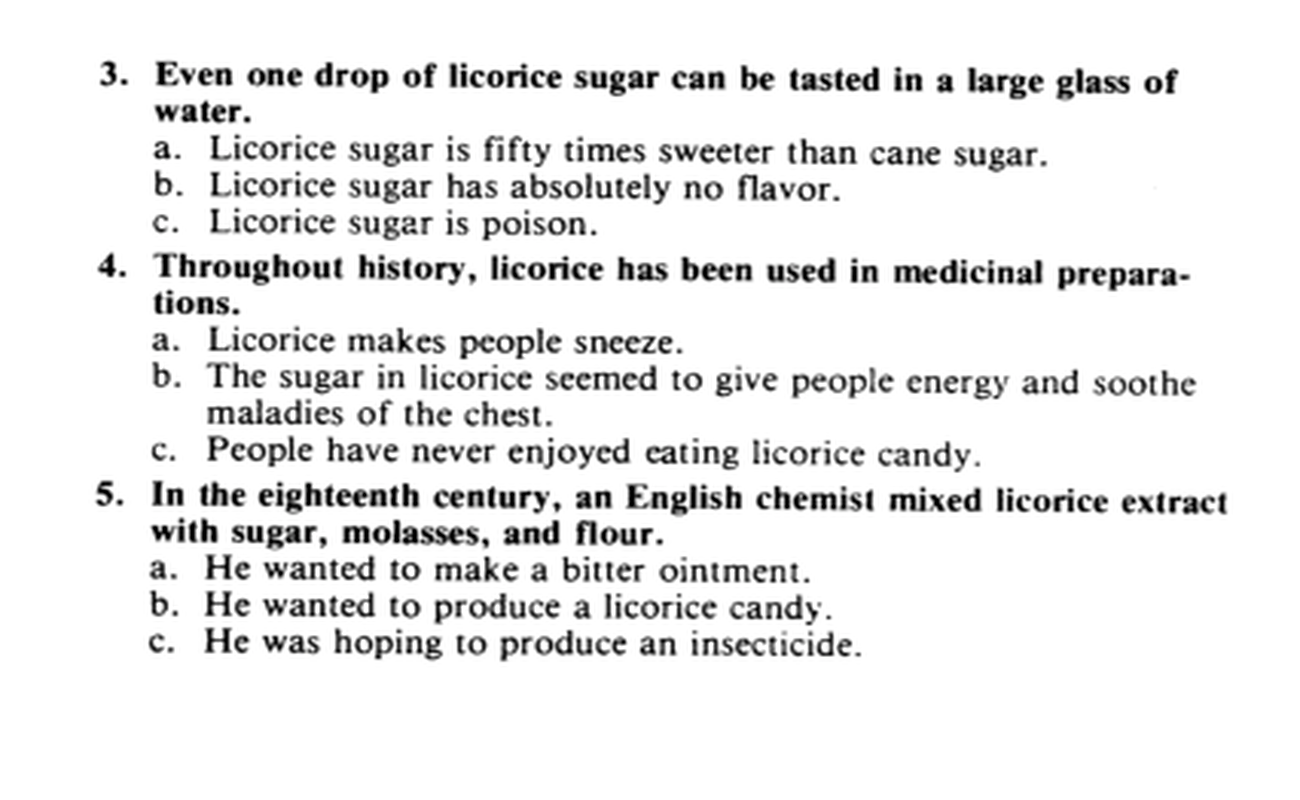 3. Even one drop of licorice sugar can be tasted in a large glass of
water.
a. Licorice sugar is fifty times sweeter than cane sugar.
b. Licorice sugar has absolutely no flavor.
c. Licorice sugar is poison.
4. Throughout history, licorice has been used in medicinal prepara-
tions.
a. Licorice makes people sneeze.
b. The sugar in licorice seemed to give people energy and soothe
maladies of the chest.
c. People have never enjoyed eating licorice candy.
5. In the eighteenth century, an English chemist mixed licorice extract
with sugar, molasses, and flour.
a. He wanted to make a bitter ointment.
b. He wanted to produce a licorice candy.
c. He was hoping to produce an insecticide.